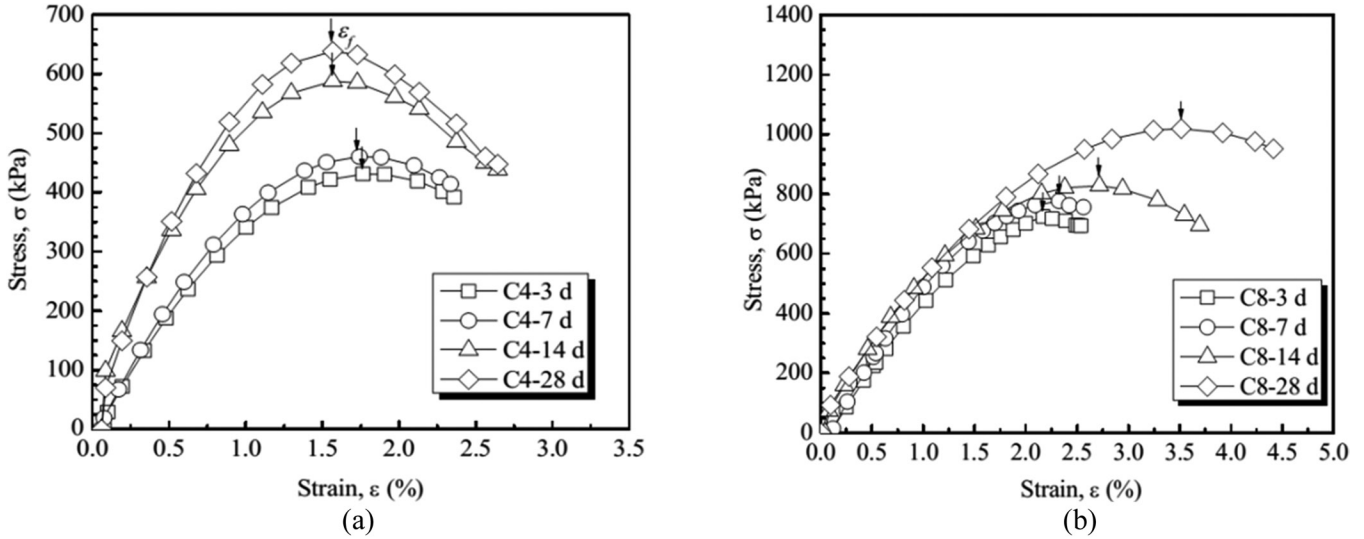 700
600
500
400
300
200
100
0
0.0 0.5 1.0 1.5 2.0 2.5 3.0 3.5
Stress, σ (kPa)
Strain, ε (%)
ε_f
C4-3 d
C4-7 d
C4-14 d
C4-28 d
(a)
1400
1200
1000
800
600
400
200
0
0.0 0.5 1.0 1.5 2.0 2.5 3.0 3.5 4.0 4.5 5.0
Stress, σ (kPa)
Strain, ε (%)
C8-3 d
C8-7 d
C8-14 d
C8-28 d
(b)